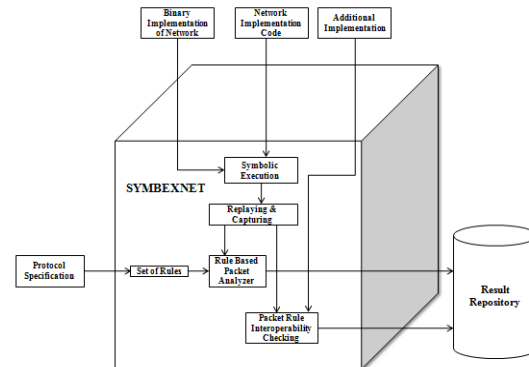 Binary
Implementation
of Network
Network
Implementation
Code
Additional
Implementation
Symbolic
Execution
SYMBEXNET
Replaying &
Capturing
Protocol
Specification
Set of Rules
Rule Based
Packet
Analyzer
Packet Rule
Interoperability
Checking
Result
Repository